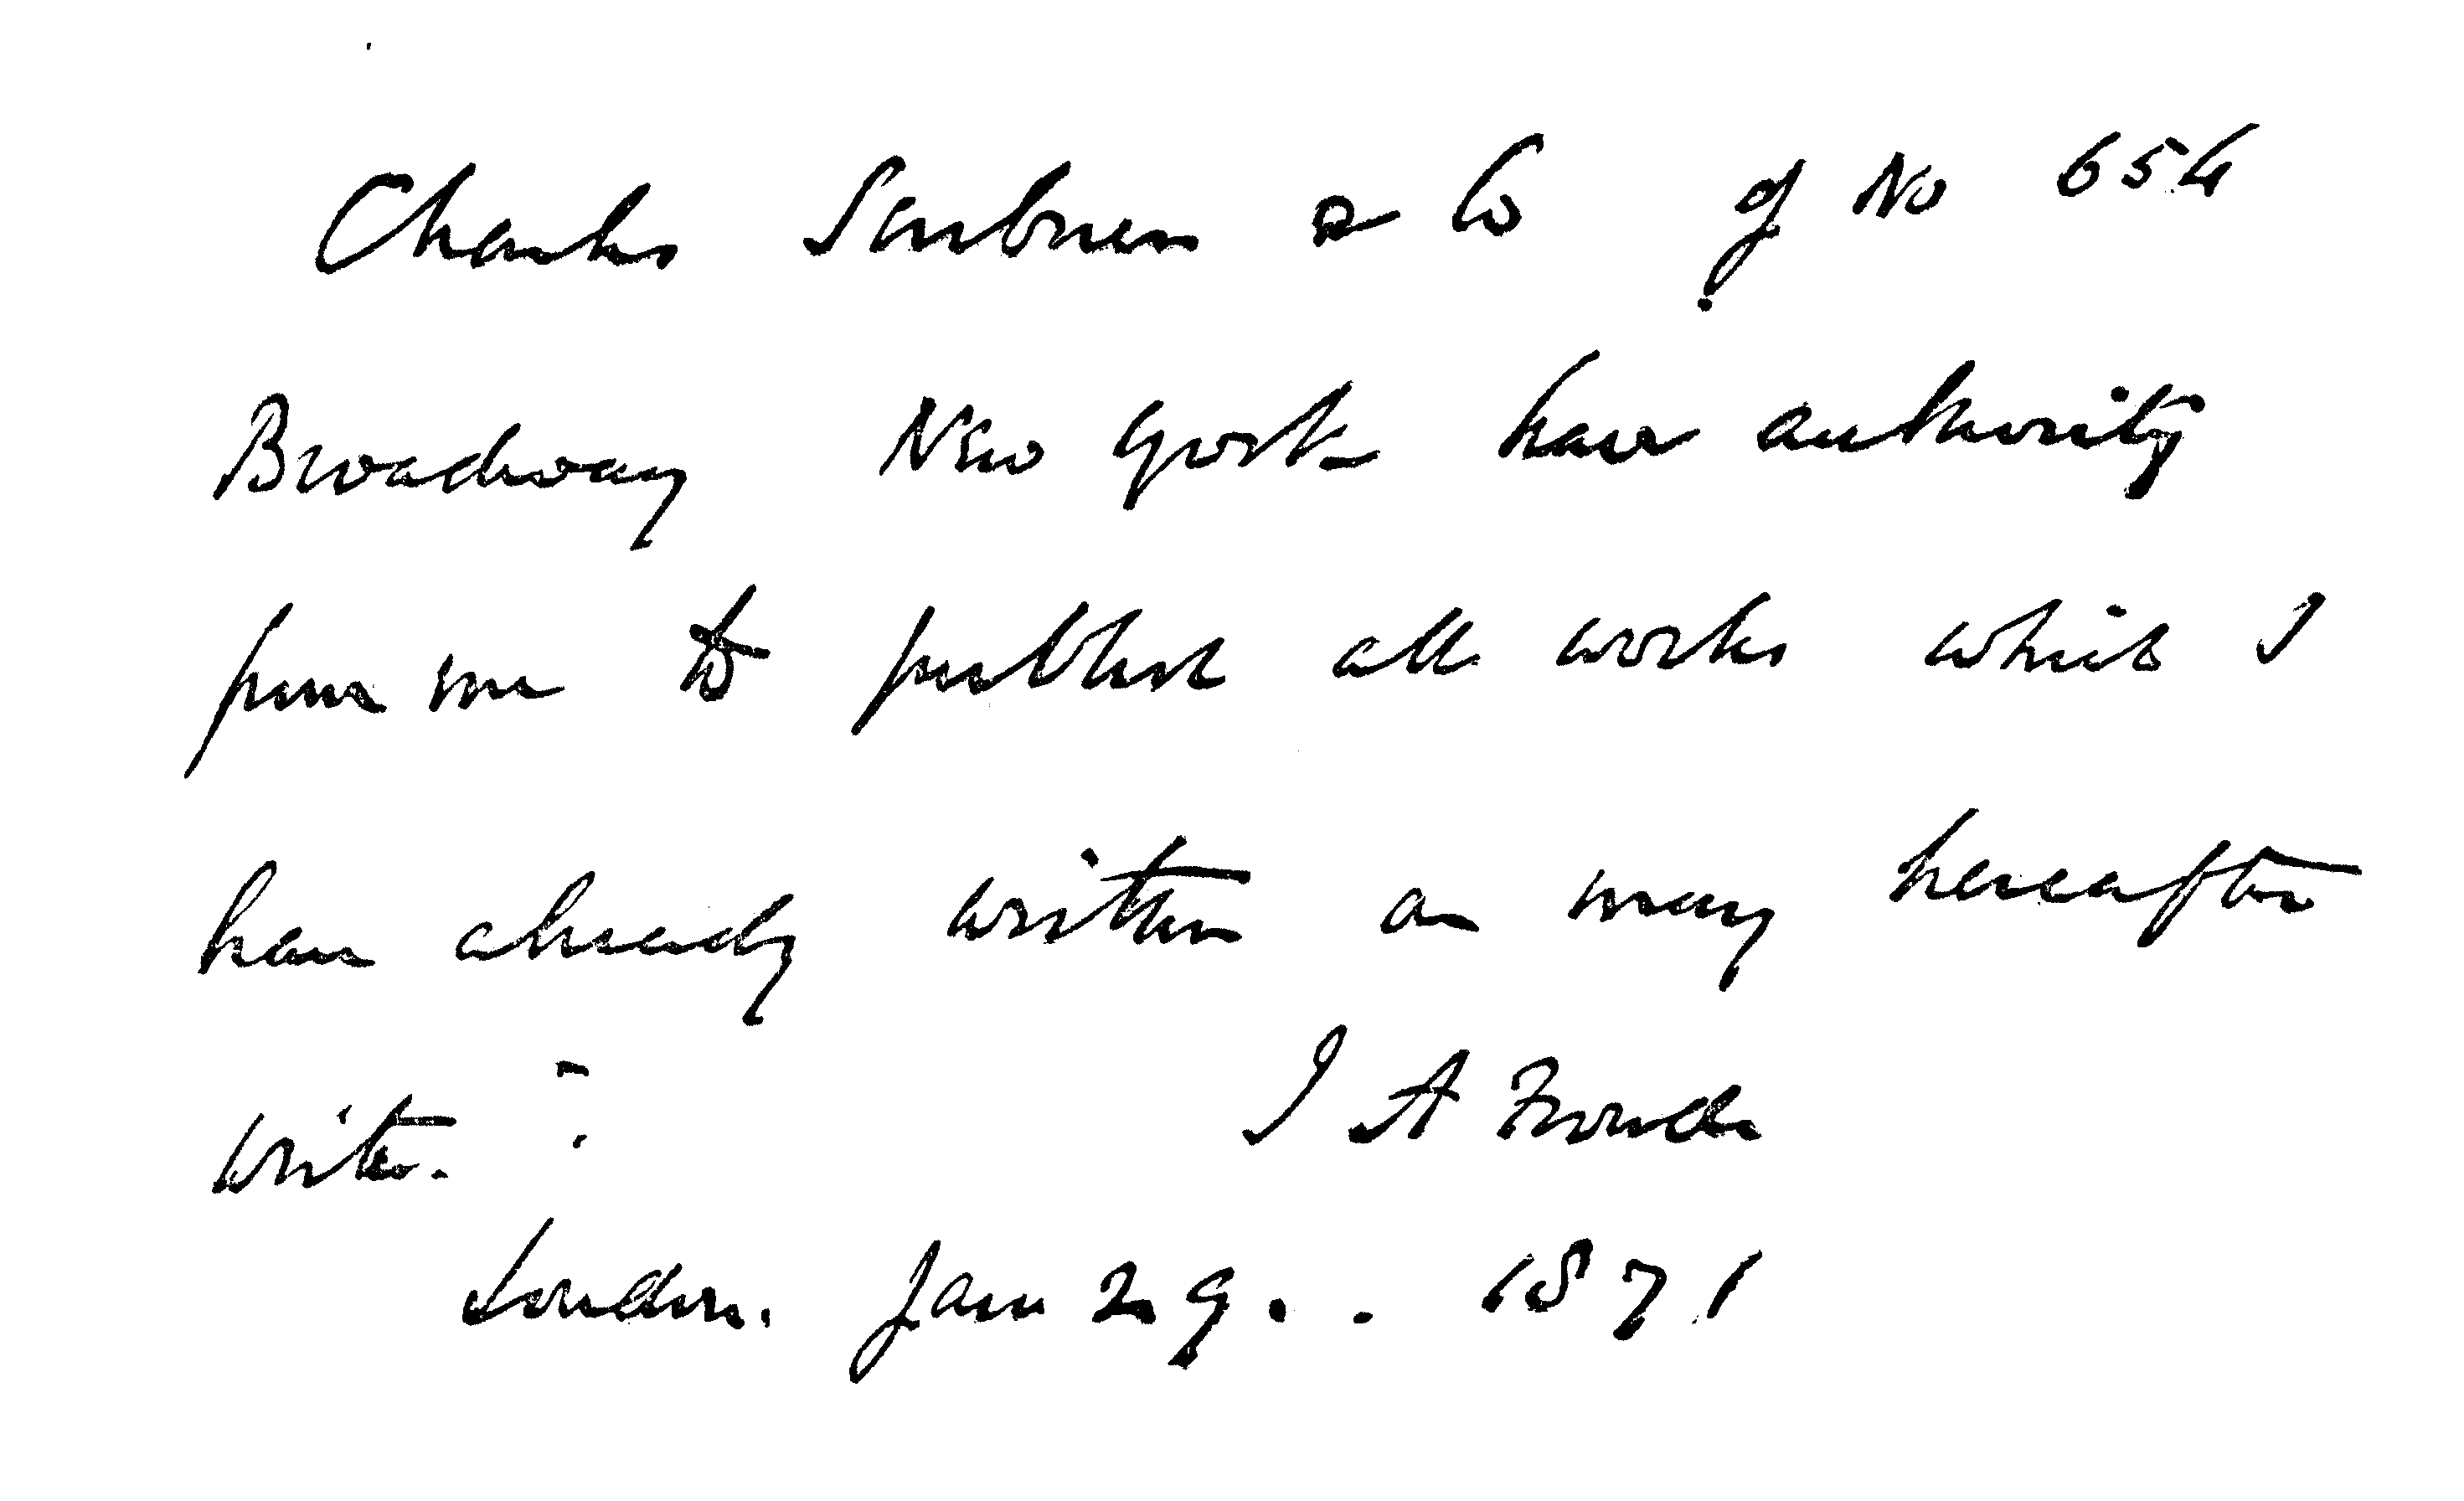 Charles Scribner & Co of No 654
Broadway New York have authority
from me to publish all works which I
have already written or may hereafter
write.
J A Froude
London. Jan 29. . 1871